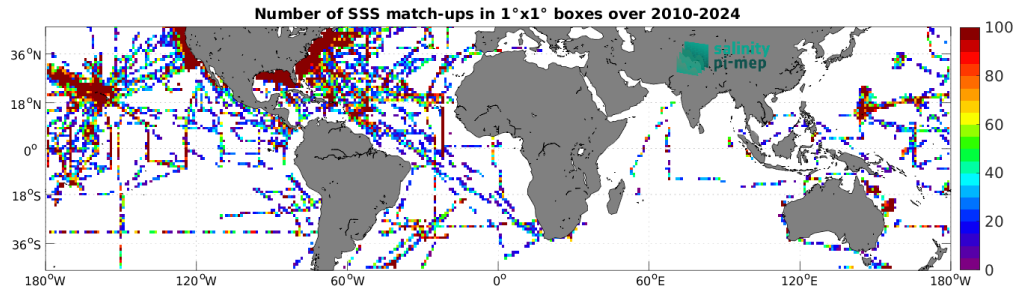 Number of SSS match-ups in 1°x1° boxes over 2010-2024
36°N
18°N
0°
18°S
36°S
180°W
120°W
60°W
0°
60°E
120°E
180°W
salinity
pi-mep
100
80
60
40
20
0